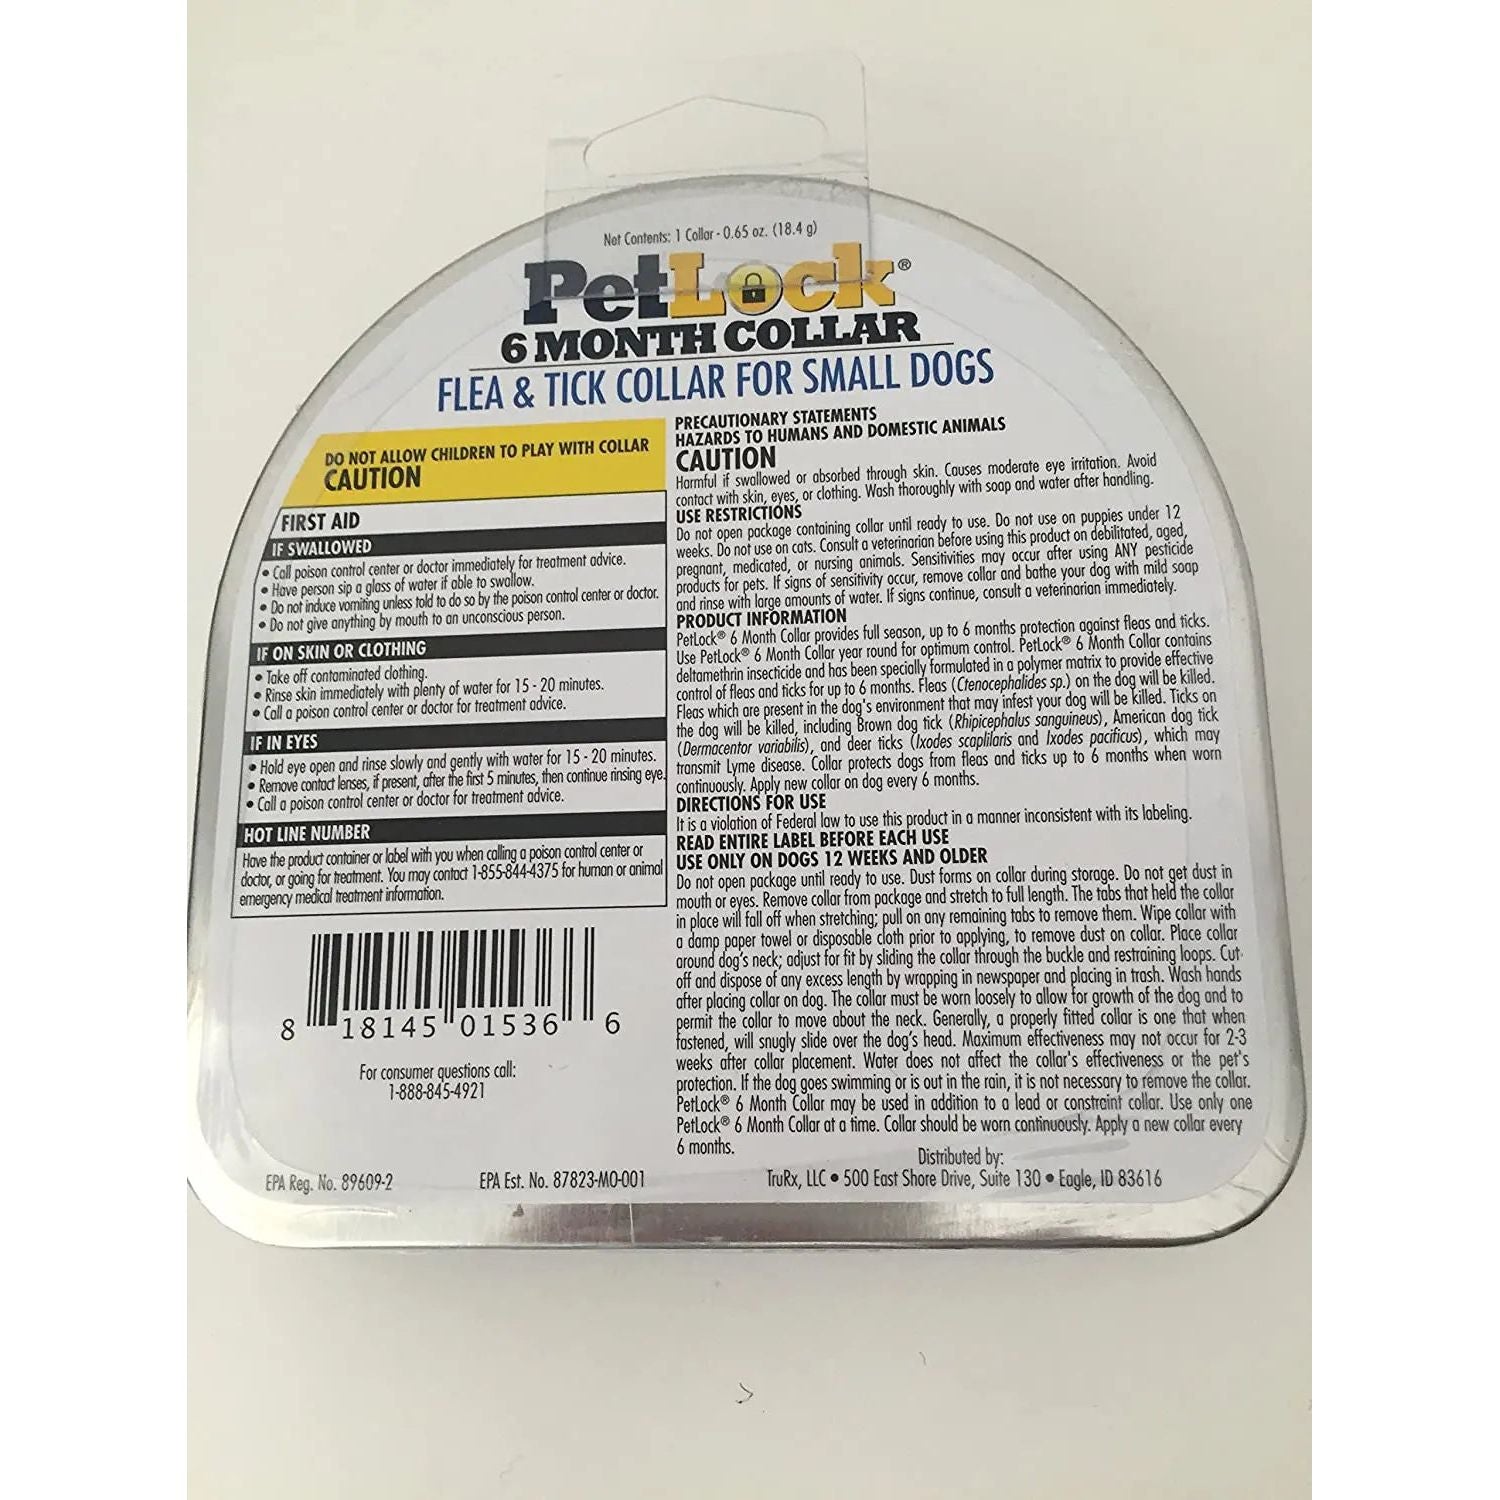 Net Contents: 1 Collar - 0.65 oz. (18.4 g)
PetLock®
6 MONTH COLLAR
FLEA & TICK COLLAR FOR SMALL DOGS
DO NOT ALLOW CHILDREN TO PLAY WITH COLLAR
CAUTION
FIRST AID
IF SWALLOWED
• Call poison control center or doctor immediately for treatment advice.
• Have person sip a glass of water if able to swallow.
• Do not induce vomiting unless told to do so by the poison control center or doctor.
• Do not give anything by mouth to an unconscious person.
IF ON SKIN OR CLOTHING
• Take off contaminated clothing.
• Rinse skin immediately with plenty of water for 15 - 20 minutes.
• Call a poison control center or doctor for treatment advice.
IF IN EYES
• Hold eye open and rinse slowly and gently with water for 15 - 20 minutes.
• Remove contact lenses, if present, after the first 5 minutes, then continue rinsing eye.
• Call a poison control center or doctor for treatment advice.
HOT LINE NUMBER
Have the product container or label with you when calling a poison control center or
doctor, or going for treatment. You may contact 1-855-844-4375 for human or animal
emergency medical treatment information.
8 18145 01536 6
For consumer questions call:
1-888-845-4921
PRECAUTIONARY STATEMENTS
HAZARDS TO HUMANS AND DOMESTIC ANIMALS
CAUTION
Harmful if swallowed or absorbed through skin. Causes moderate eye irritation. Avoid
contact with skin, eyes, or clothing. Wash thoroughly with soap and water after handling.
USE RESTRICTIONS
Do not open package containing collar until ready to use. Do not use on puppies under 12
weeks. Do not use on cats. Consult a veterinarian before using this product on debilitated, aged,
pregnant, medicated, or nursing animals. Sensitivities may occur after using ANY pesticide
products for pets. If signs of sensitivity occur, remove collar and bathe your dog with mild soap
and rinse with large amounts of water. If signs continue, consult a veterinarian immediately.
PRODUCT INFORMATION
PetLock® 6 Month Collar provides full season, up to 6 months protection against fleas and ticks.
Use PetLock® 6 Month Collar year round for optimum control. PetLock® 6 Month Collar contains
deltamethrin insecticide and has been specially formulated in a polymer matrix to provide effective
control of fleas and ticks for up to 6 months. Fleas (Ctenocephalides sp.) on the dog will be killed.
Fleas which are present in the dog's environment that may infest your dog will be killed. Ticks on
the dog will be killed, including Brown dog tick (Rhipicephalus sanguineus), American dog tick
(Dermacentor variabilis), and deer ticks (Ixodes scaplilaris and Ixodes pacificus), which may
transmit Lyme disease. Collar protects dogs from fleas and ticks up to 6 months when worn
continuously. Apply new collar on dog every 6 months.
DIRECTIONS FOR USE
It is a violation of Federal law to use this product in a manner inconsistent with its labeling.
READ ENTIRE LABEL BEFORE EACH USE
USE ONLY ON DOGS 12 WEEKS AND OLDER
Do not open package until ready to use. Dust forms on collar during storage. Do not get dust in
mouth or eyes. Remove collar from package and stretch to full length. The tabs that held the collar
in place will fall off when stretching; pull on any remaining tabs to remove them. Wipe collar with
a damp paper towel or disposable cloth prior to applying, to remove dust on collar. Place collar
around dog's neck; adjust for fit by sliding the collar through the buckle and restraining loops. Cut-
off and dispose of any excess length by wrapping in newspaper and placing in trash. Wash hands
after placing collar on dog. The collar must be worn loosely to allow for growth of the dog and to
permit the collar to move about the neck. Generally, a properly fitted collar is one that when
fastened, will snugly slide over the dog's head. Maximum effectiveness may not occur for 2-3
weeks after collar placement. Water does not affect the collar's effectiveness or the pet's
protection. If the dog goes swimming or is out in the rain, it is not necessary to remove the collar.
PetLock® 6 Month Collar may be used in addition to a lead or constraint collar. Use only one
PetLock® 6 Month Collar at a time. Collar should be worn continuously. Apply a new collar every
6 months.
EPA Reg. No. 89609-2
EPA Est. No. 87823-MO-001
Distributed by:
TruRx, LLC • 500 East Shore Drive, Suite 130 • Eagle, ID 83616